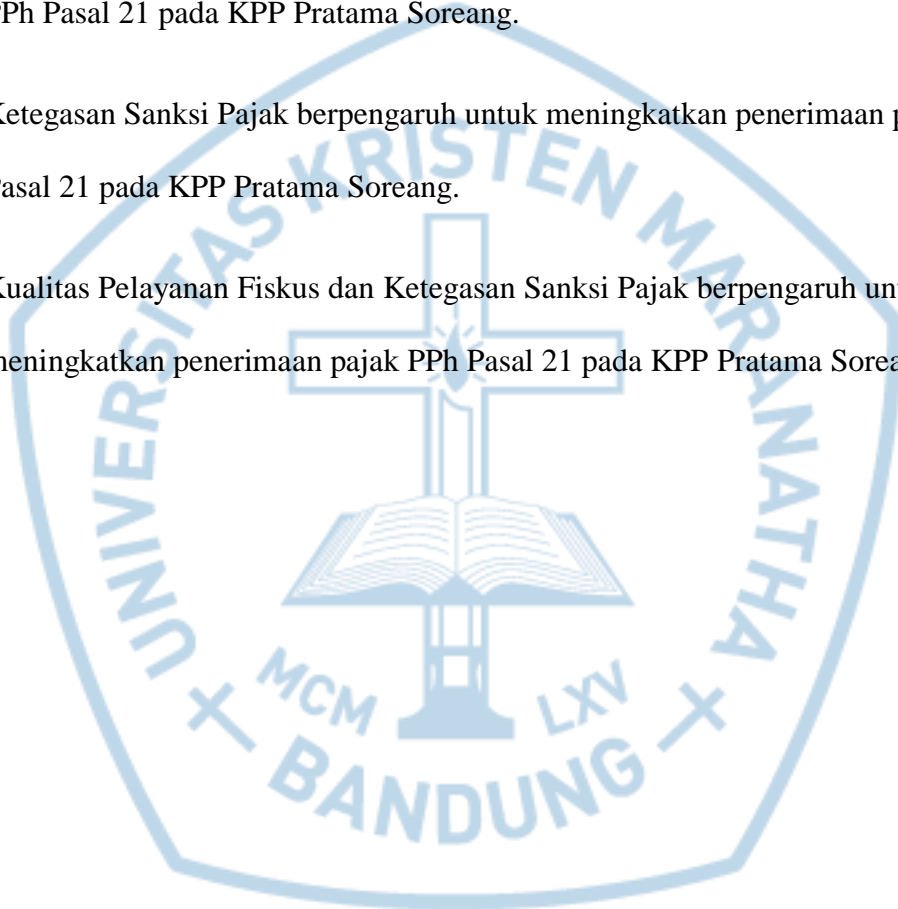 PPh Pasal 21 pada KPP Pratama Soreang.
Ketegasan Sanksi Pajak berpengaruh untuk meningkatkan penerimaan
Pasal 21 pada KPP Pratama Soreang.
Kualitas Pelayanan Fiskus dan Ketegasan Sanksi Pajak berpengaruh
meningkatkan penerimaan pajak PPh Pasal 21 pada KPP Pratama
UNIVERSITAS KRISTEN MARANATHA
MCM LXV
BANDUNG